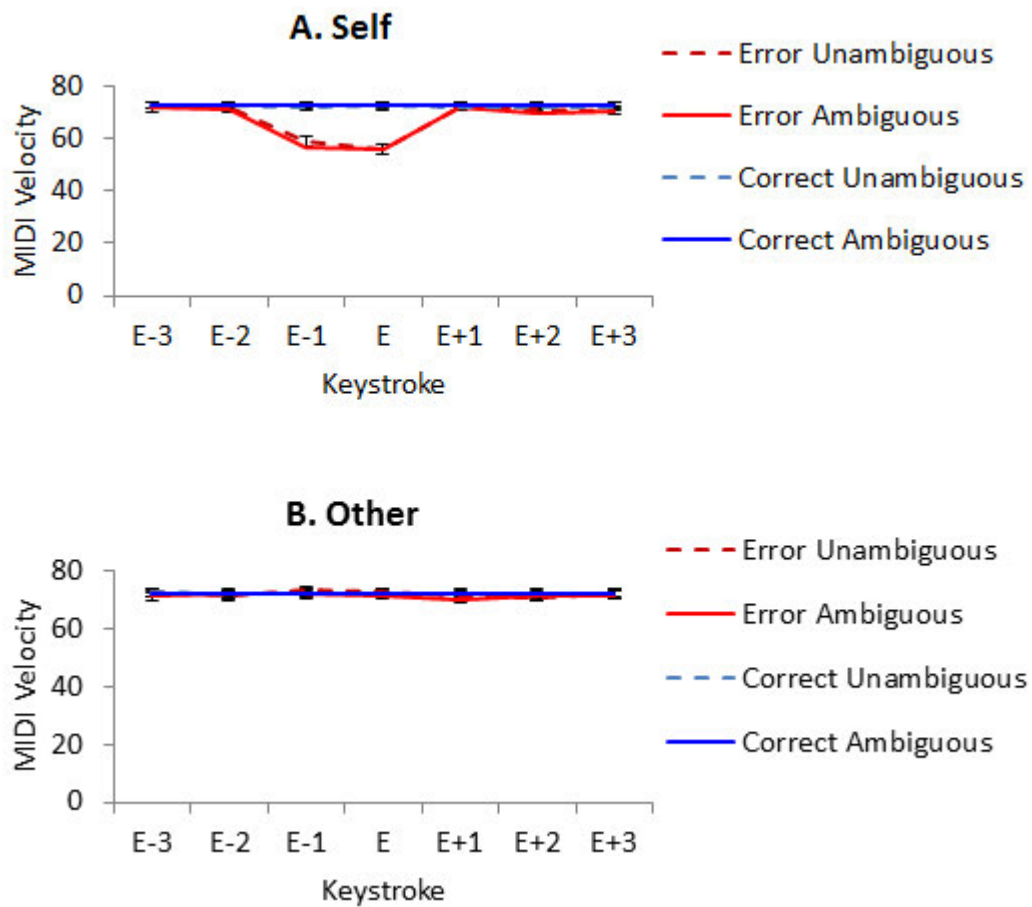 A. Self
MIDI Velocity
80
60
40
20
0
E-3 E-2 E-1 E E+1 E+2 E+3
Keystroke
Error Unambiguous
Error Ambiguous
Correct Unambiguous
Correct Ambiguous
B. Other
MIDI Velocity
80
60
40
20
0
E-3 E-2 E-1 E E+1 E+2 E+3
Keystroke
Error Unambiguous
Error Ambiguous
Correct Unambiguous
Correct Ambiguous